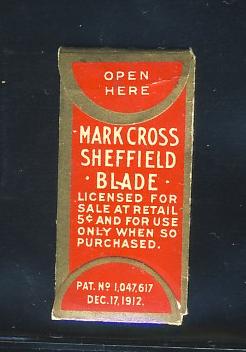 OPEN
HERE
MARK CROSS
SHEFFIELD
· BLADE ·
LICENSED FOR
SALE AT RETAIL
5¢ AND FOR USE
ONLY WHEN SO
PURCHASED.
PAT. Nº 1,047,617
DEC. 17, 1912.